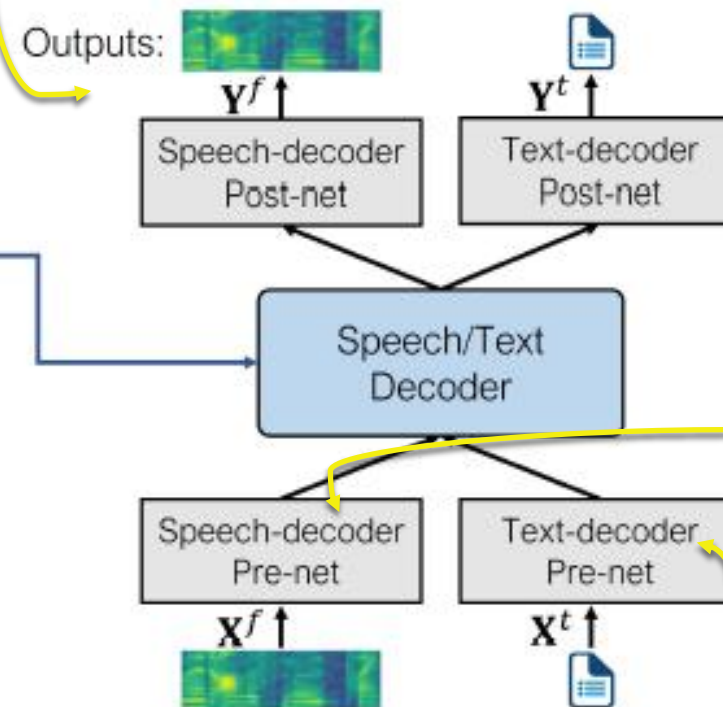 Outputs:
Y^f
Y^t
Speech-decoder
Post-net
Text-decoder
Post-net
Speech/Text
Decoder
Speech-decoder
Pre-net
Text-decoder
Pre-net
X^f
X^t